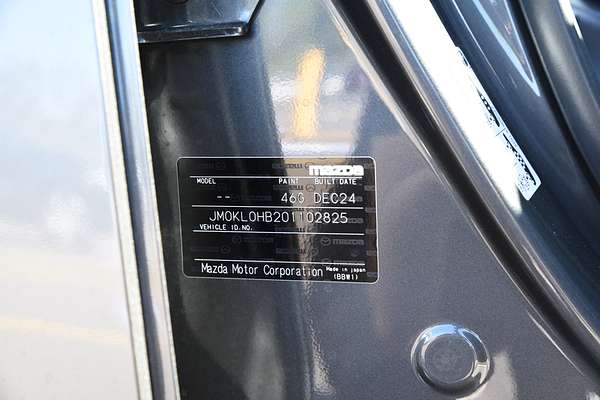 mazda
MODEL PAINT BUILT DATE
-- 46G DEC24
JM0KL0HB201102825
VEHICLE ID.NO.
Mazda Motor Corporation Made in japan
(BBW1)